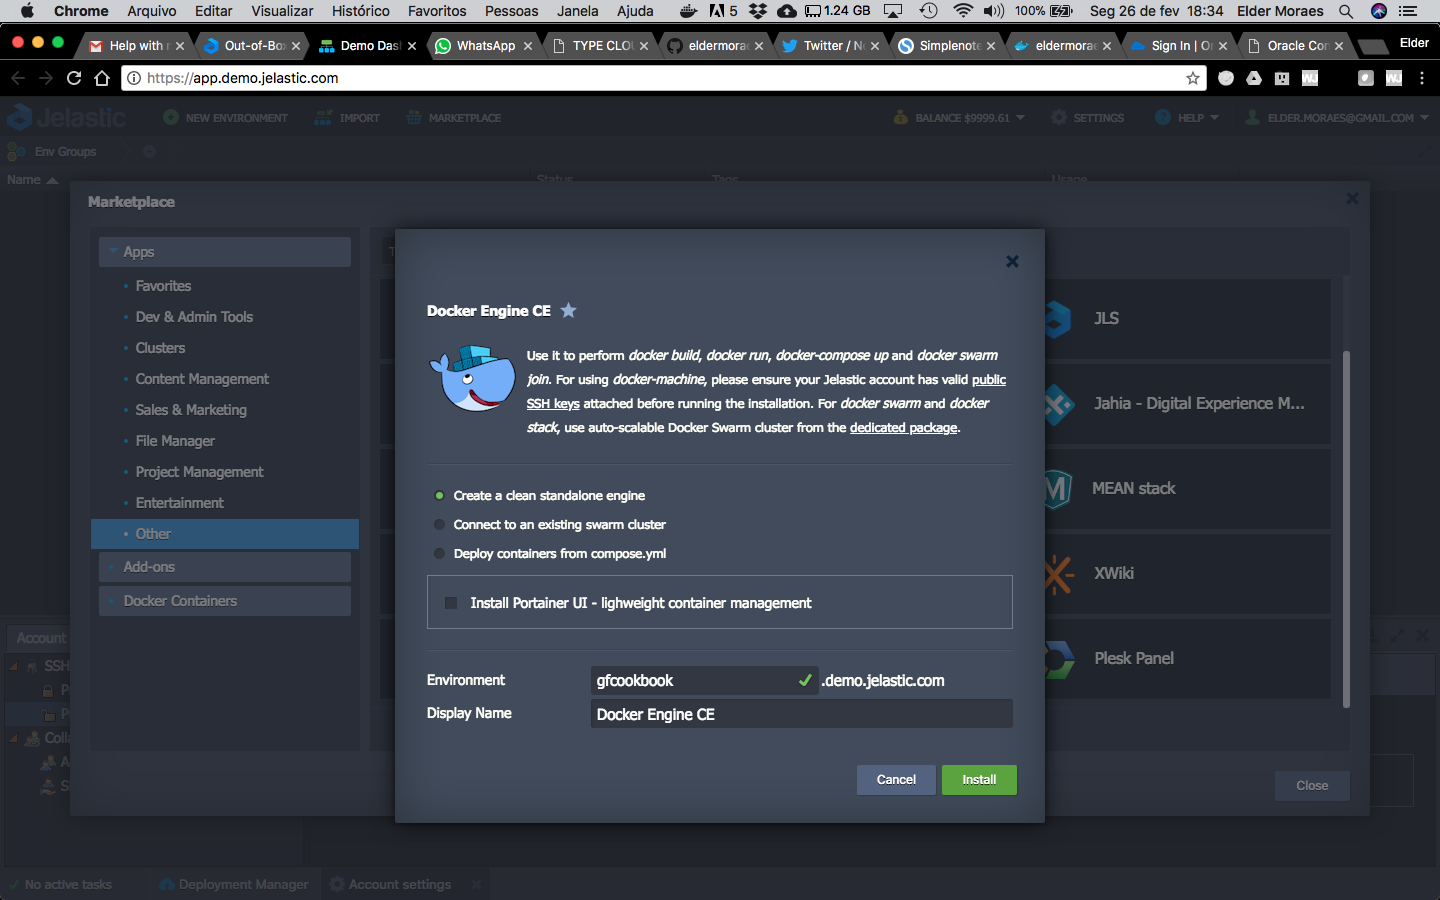 Chrome Arquivo Editar Visualizar Histórico Favoritos Pessoas Janela Ajuda 5 1.24 GB 100% Seg 26 de fev 18:34 Elder Moraes
Help with Out-of-Box Demo Das WhatsApp TYPE CLO eldermora Twitter / N Simplenote eldermora Sign In | O Oracle Co Elder
https://app.demo.jelastic.com
Jelastic NEW ENVIRONMENT IMPORT MARKETPLACE BALANCE $9999.61 SETTINGS HELP ELDER.MORAES@GMAIL.COM
Env Groups
Name Status Tags Usage
Marketplace
Apps
Favorites
Dev & Admin Tools
Clusters
Content Management
Sales & Marketing
File Manager
Project Management
Entertainment
Other
Add-ons
Docker Containers
JLS
Jahia - Digital Experience M...
MEAN stack
XWiki
Plesk Panel
Close
Docker Engine CE
Use it to perform docker build, docker run, docker-compose up and docker swarm
join. For using docker-machine, please ensure your Jelastic account has valid public
SSH keys attached before running the installation. For docker swarm and docker
stack, use auto-scalable Docker Swarm cluster from the dedicated package.
Create a clean standalone engine
Connect to an existing swarm cluster
Deploy containers from compose.yml
Install Portainer UI - lighweight container management
Environment gfcookbook .demo.jelastic.com
Display Name Docker Engine CE
Cancel Install
Account
SSH
P
P
Colla
A
S
No active tasks Deployment Manager Account settings